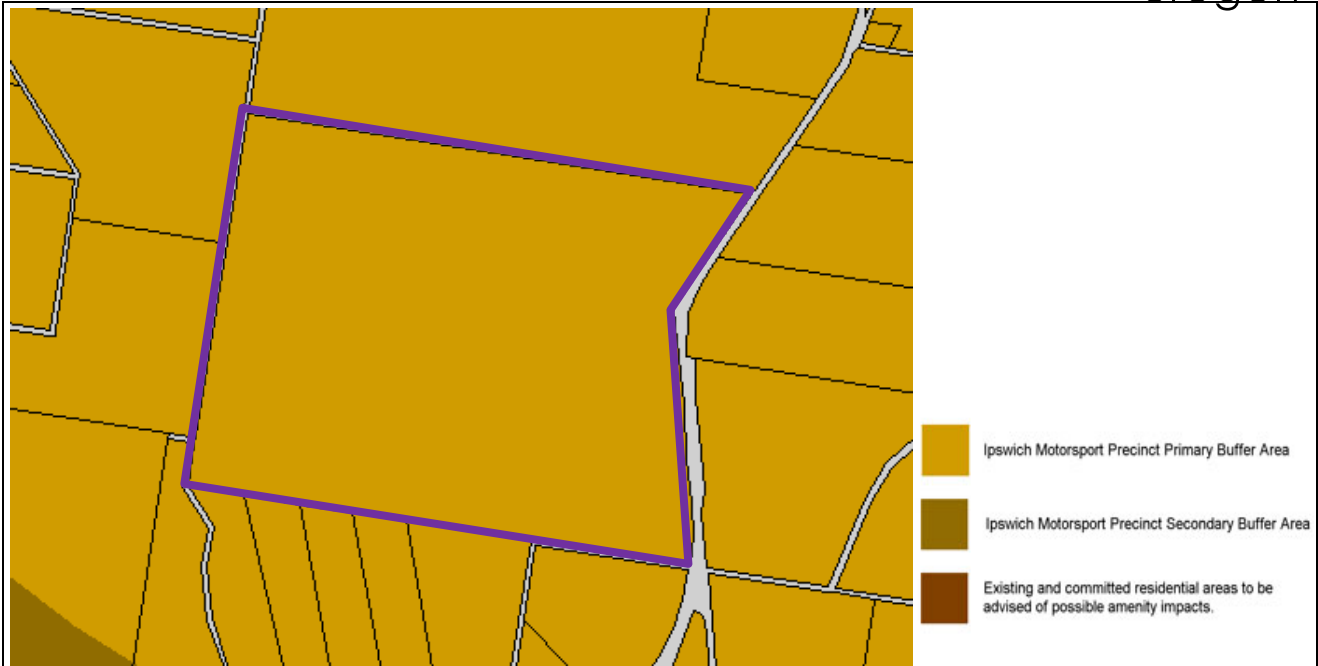 Ipswich Motorsport Precinct Primary Buffer Area
Ipswich Motorsport Precinct Secondary Buffer Area
Existing and committed residential areas to be
advised of possible amenity impacts.